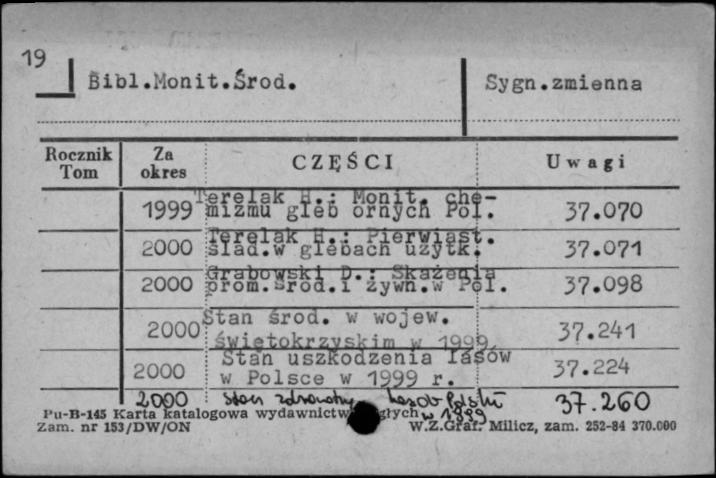 19
Bibl.Monit.Środ.
Sygn.zmienna
Rocznik Tom
Za okres
CZĘŚCI
Uwagi
1999 Terelak H.: Monit. che-
mizmu gleb ornych Pol. 37.070
2000 Terelak H.: Pierwiast.
ślad.w glebach użytk. 37.071
2000 Grabowski D.: Skażenia
prom.środ.i żywn.w Pol. 37.098
2000 Stan środ. w wojew.
świętokrzyskim w 1999 37.241
2000 Stan uszkodzenia lasów
w Polsce w 1999 r. 37.224
2000 stan zdrowotny lasów Polski 37.260
w 1999
Pu-B-145 Karta katalogowa wydawnictw głych
Zam. nr 153/DW/ON
W.Z.Graf. Milicz, zam. 252-84 370.000